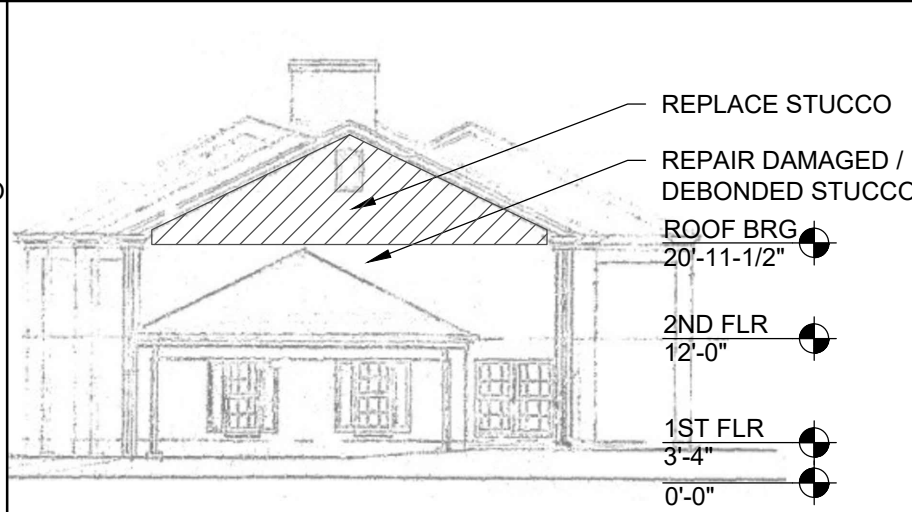 REPLACE STUCCO
REPAIR DAMAGED /
DEBONDED STUCCO
ROOF BRG
20'-11-1/2"
2ND FLR
12'-0"
1ST FLR
3'-4"
0'-0"